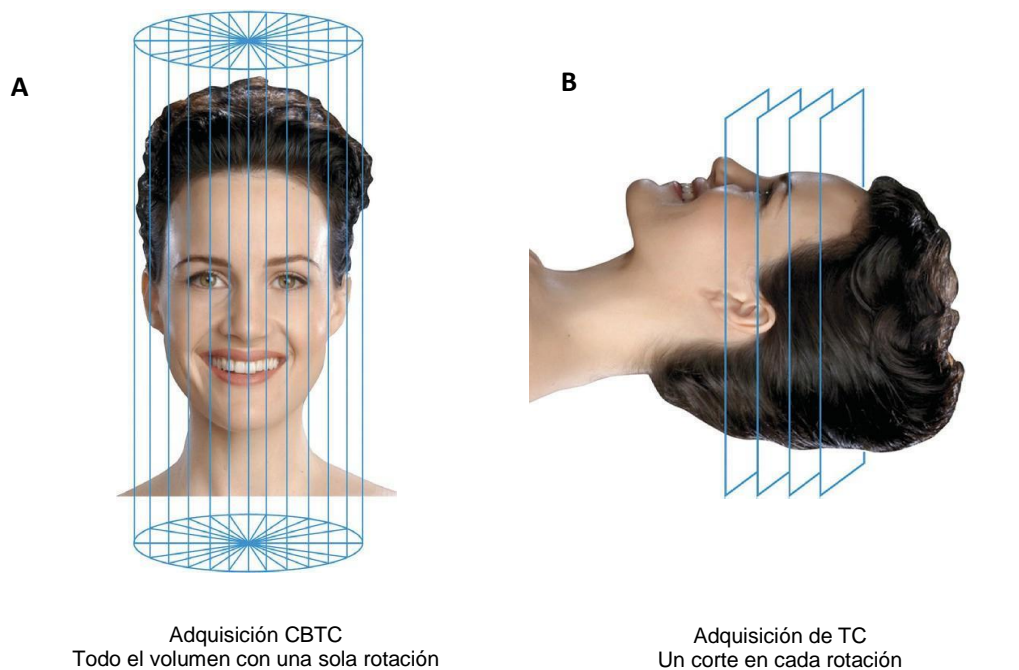 A
B
Adquisición CBTC
Todo el volumen con una sola rotación
Adquisición de TC
Un corte en cada rotación